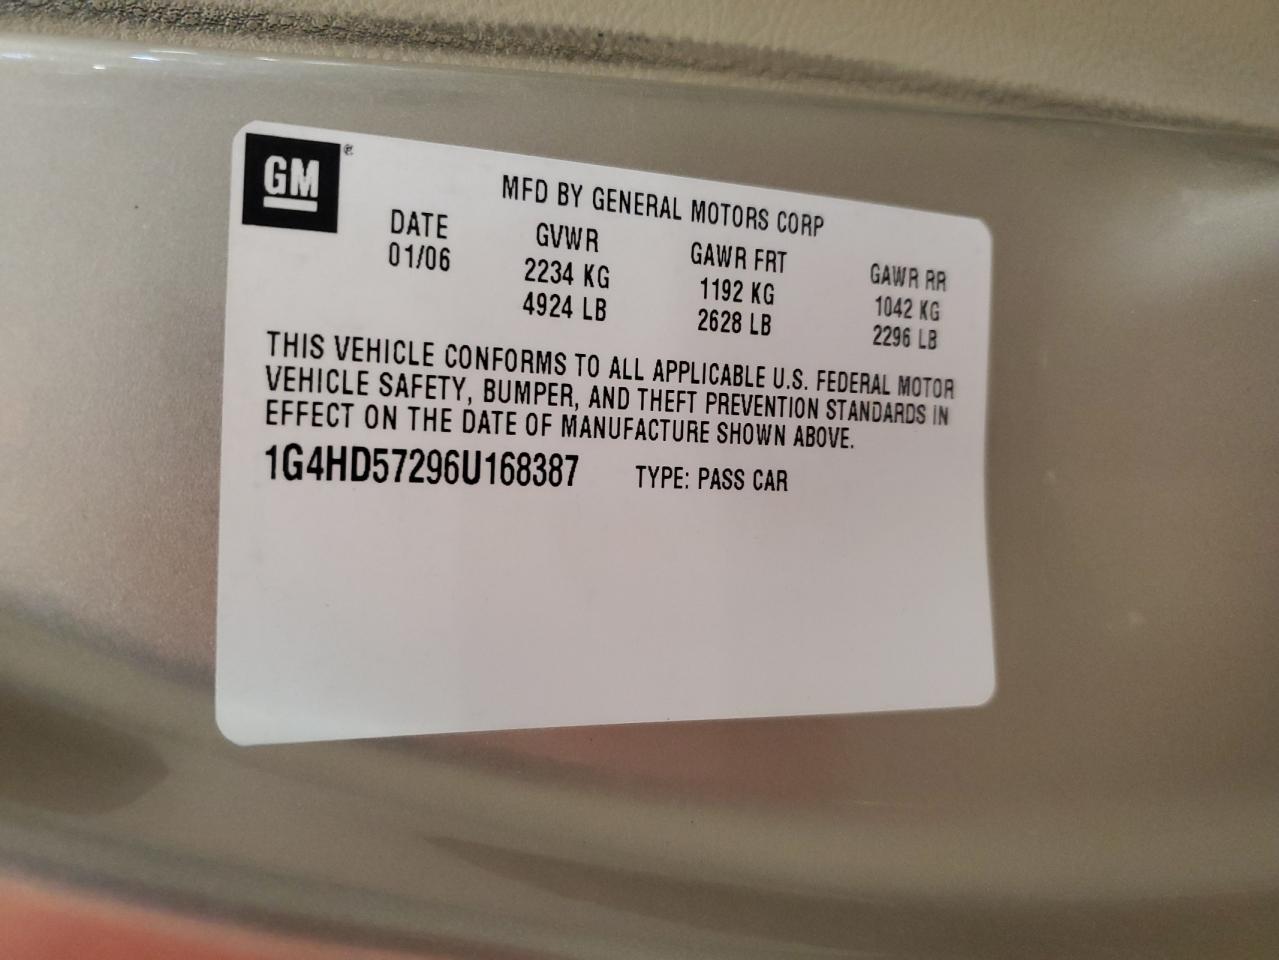 GM®
MFD BY GENERAL MOTORS CORP
DATE GVWR GAWR FRT GAWR RR
01/06 2234 KG 1192 KG 1042 KG
4924 LB 2628 LB 2296 LB
THIS VEHICLE CONFORMS TO ALL APPLICABLE U.S. FEDERAL MOTOR
VEHICLE SAFETY, BUMPER, AND THEFT PREVENTION STANDARDS IN
EFFECT ON THE DATE OF MANUFACTURE SHOWN ABOVE.
1G4HD57296U168387 TYPE: PASS CAR